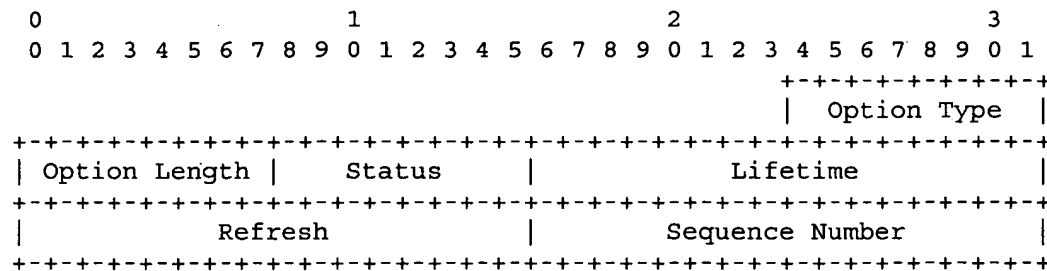 0                   1                   2                   3
 0 1 2 3 4 5 6 7 8 9 0 1 2 3 4 5 6 7 8 9 0 1 2 3 4 5 6 7 8 9 0 1
                                                +-+-+-+-+-+-+-+-+
                                                |  Option Type  |
+-+-+-+-+-+-+-+-+-+-+-+-+-+-+-+-+-+-+-+-+-+-+-+-+-+-+-+-+-+-+-+-+
| Option Length |    Status     |            Lifetime           |
+-+-+-+-+-+-+-+-+-+-+-+-+-+-+-+-+-+-+-+-+-+-+-+-+-+-+-+-+-+-+-+-+
|            Refresh            |        Sequence Number        |
+-+-+-+-+-+-+-+-+-+-+-+-+-+-+-+-+-+-+-+-+-+-+-+-+-+-+-+-+-+-+-+-+